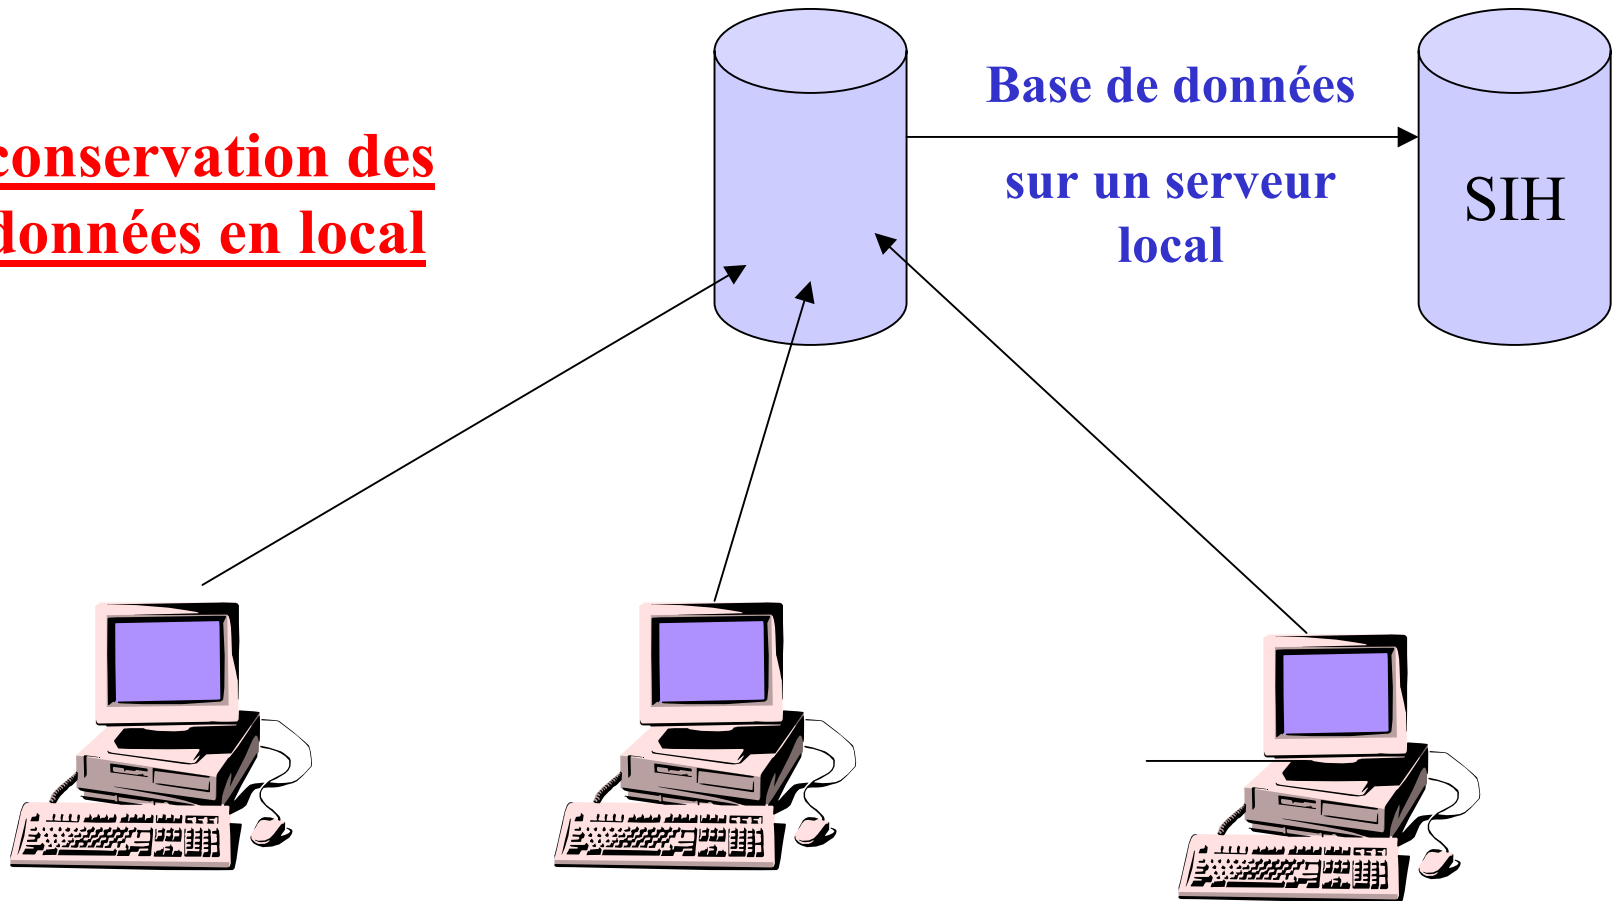 conservation des
données en local
Base de données
sur un serveur
local
SIH